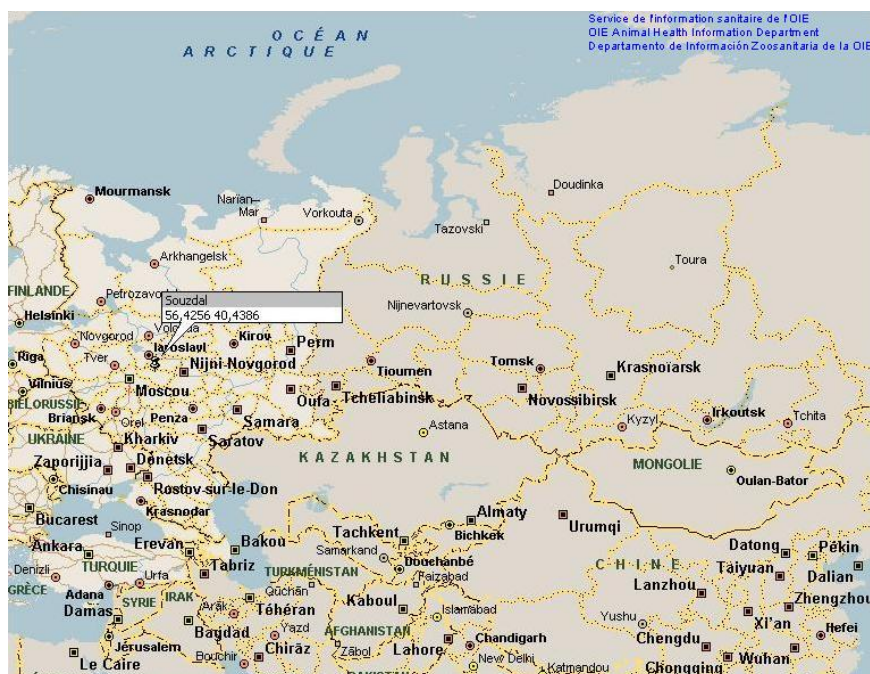 Service de l'information sanitaire de l'OIE
OIE Animal Health Information Department
Departamento de Información Zoosanitaria de la OIE
OCÉAN
ARCTIQUE
Mourmansk
Narian–
Mar
Vorkouta
Doudinka
Tazovski
Arkhangelsk
Toura
RUSSIE
FINLANDE
Petrozavo
Souzdal
56,4256 40,4386
Nijnevartovsk
Helsinki
Novgorod
Iaroslavl
Kirov
Perm
Riga
Tver
Nijni-Novgorod
Tioumen
Tomsk
Krasnoïarsk
Vilnius
Moscou
Oufa
Tcheliabinsk
Novossibirsk
BIÉLORUSSIE
Briansk
Orel
Penza
Samara
Kyzyl
Irkoutsk
Tchita
UKRAINE
Kharkiv
Saratov
Astana
KAZAKHSTAN
MONGOLIE
Zaporijjia
Donetsk
Oulan-Bator
Chisinau
Rostov-sur-le-Don
Krasnodar
Bucarest
Sinop
Almaty
Urumqi
Tachkent
Bichkek
Ankara
Erevan
Bakou
Samarkand
Douchanbé
CHINE
Datong
Pékin
Denizli
TURQUIE
Urfa
Tabriz
TURKMÉNISTAN
Faizabad
Taiyuan
Dalian
GRÈCE
Adana
SYRIE
IRAK
Arāk
Qūchān
Téhéran
Kaboul
Islamabad
Lanzhou
Zhengzhou
Damas
Yushu
Xi'an
Hefei
Jérusalem
Bagdad
Yazd
AFGHANISTAN
Zābol
Lahore
Chandigarh
Chengdu
Le Caire
Bouchir
Chirāz
New Delhi
Katmandou
Chongqing
Wuhan